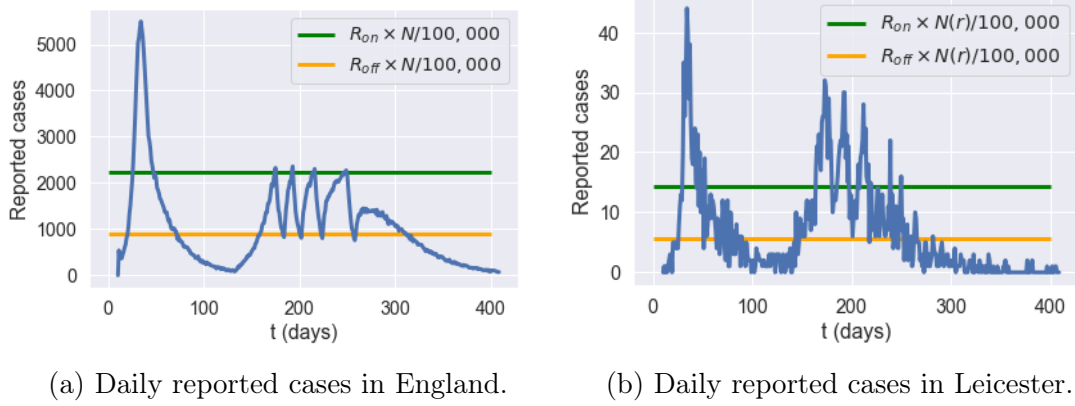 Reported cases
5000
4000
3000
2000
1000
0
R_on × N/100, 000
R_off × N/100, 000
0 100 200 300 400
t (days)
(a) Daily reported cases in England.
Reported cases
40
30
20
10
0
R_on × N(r)/100, 000
R_off × N(r)/100, 000
0 100 200 300 400
t (days)
(b) Daily reported cases in Leicester.